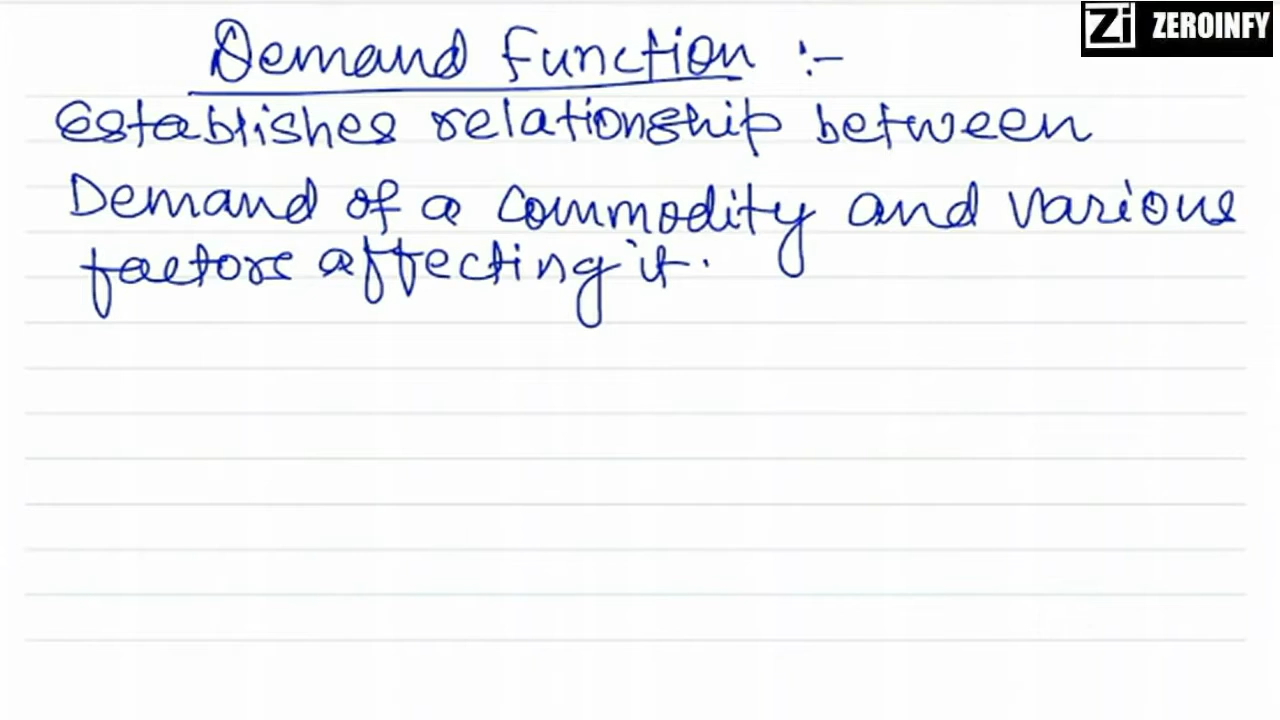 Zi ZEROINFY
Demand Function :-
Establishes relationship between
Demand of a commodity and various
factors affecting it.